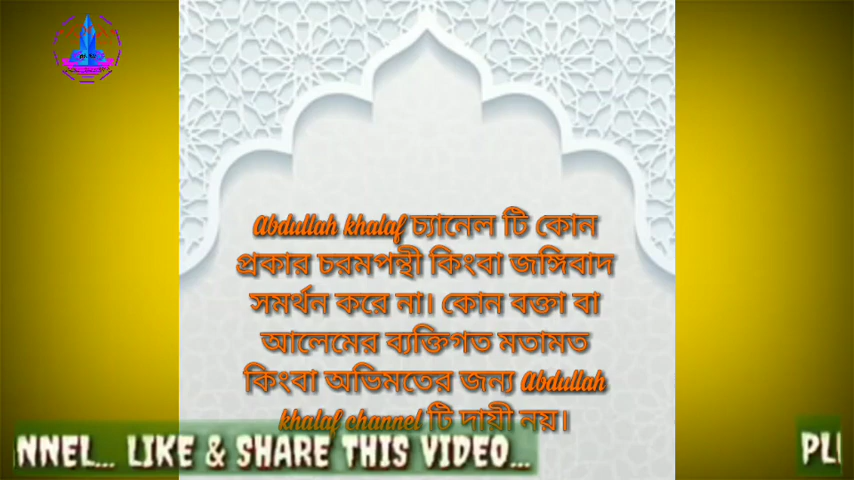 Abdullah khalaf চ্যানেল টি কোন
প্রকার চরমপন্থী কিংবা জঙ্গিবাদ
সমর্থন করে না। কোন বক্তা বা
আলেমের ব্যক্তিগত মতামত
কিংবা অভিমতের জন্য Abdullah
khalaf channel টি দায়ী নয়।
NNEL... LIKE & SHARE THIS VIDEO...